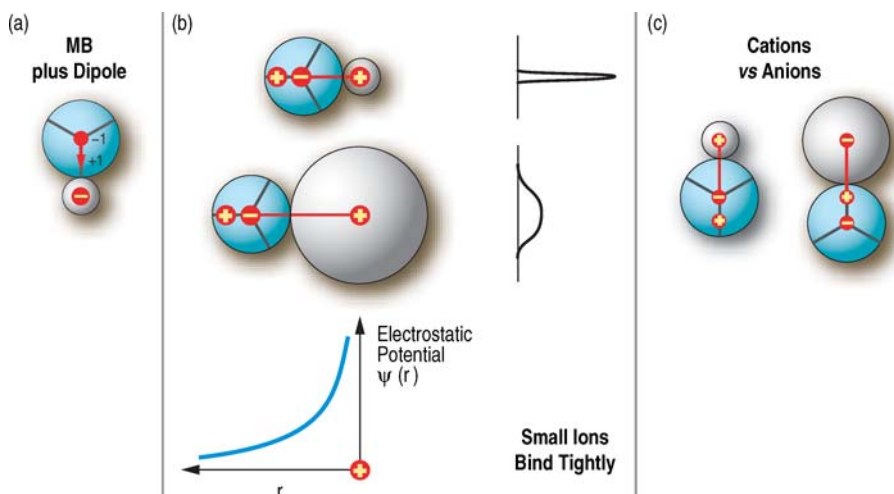 (a)
MB
plus Dipole
−1
+1
−
(b)
+ − +
+ − +
Electrostatic
Potential
Ψ (r)
+
r
Small Ions
Bind Tightly
(c)
Cations
vs Anions
+
−
+
−
+
−